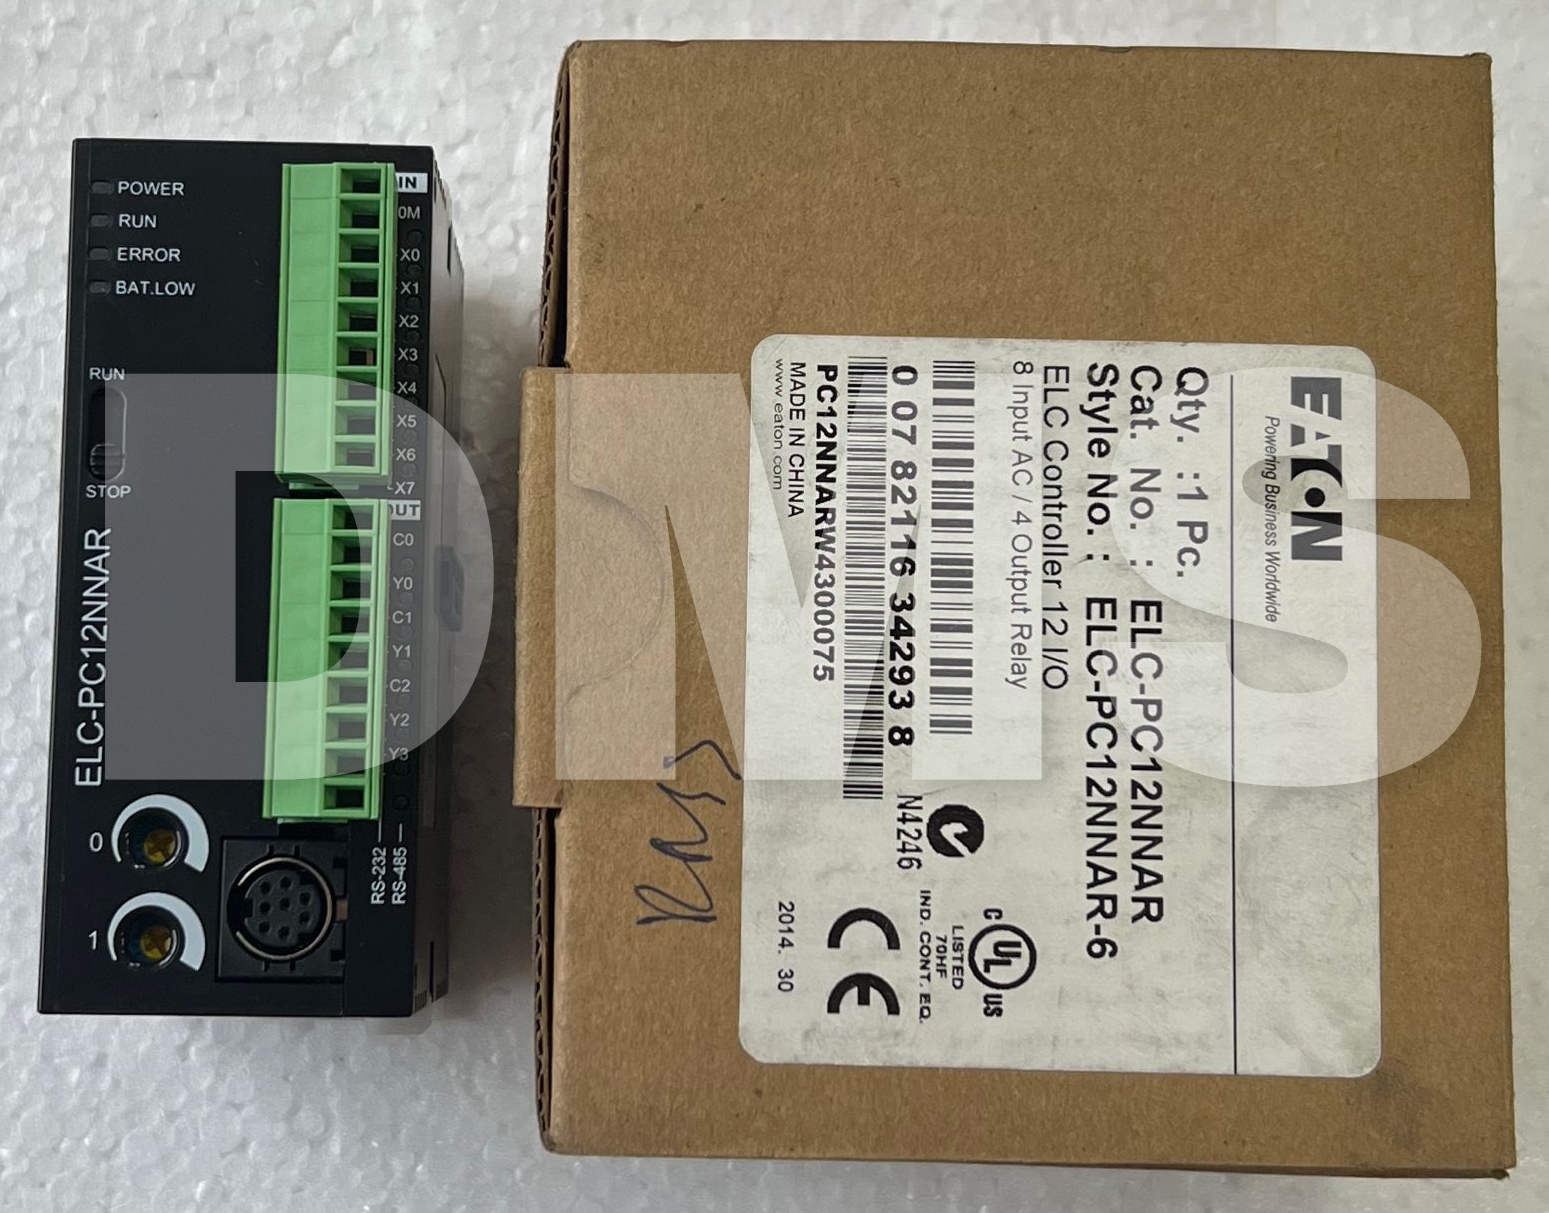 POWER
RUN
ERROR
BAT.LOW
RUN
STOP
ELC-PC12NNAR
0
1
IN
0M
X0
X1
X2
X3
X4
X5
X6
X7
OUT
C0
Y0
C1
Y1
C2
Y2
Y3
RS-232
RS-485
EATON
Powering Business Worldwide
Qty. :1 Pc.
Cat. No. : ELC-PC12NNAR
Style No. : ELC-PC12NNAR-6
ELC Controller 12 I/O
8 Input AC / 4 Output Relay
0 07 82116 34293 8
PC12NNARW4300075
MADE IN CHINA
www.eaton.com
N4246
C UL US
LISTED
70HF
IND. CONT. EQ.
CE
2014. 30
DMS